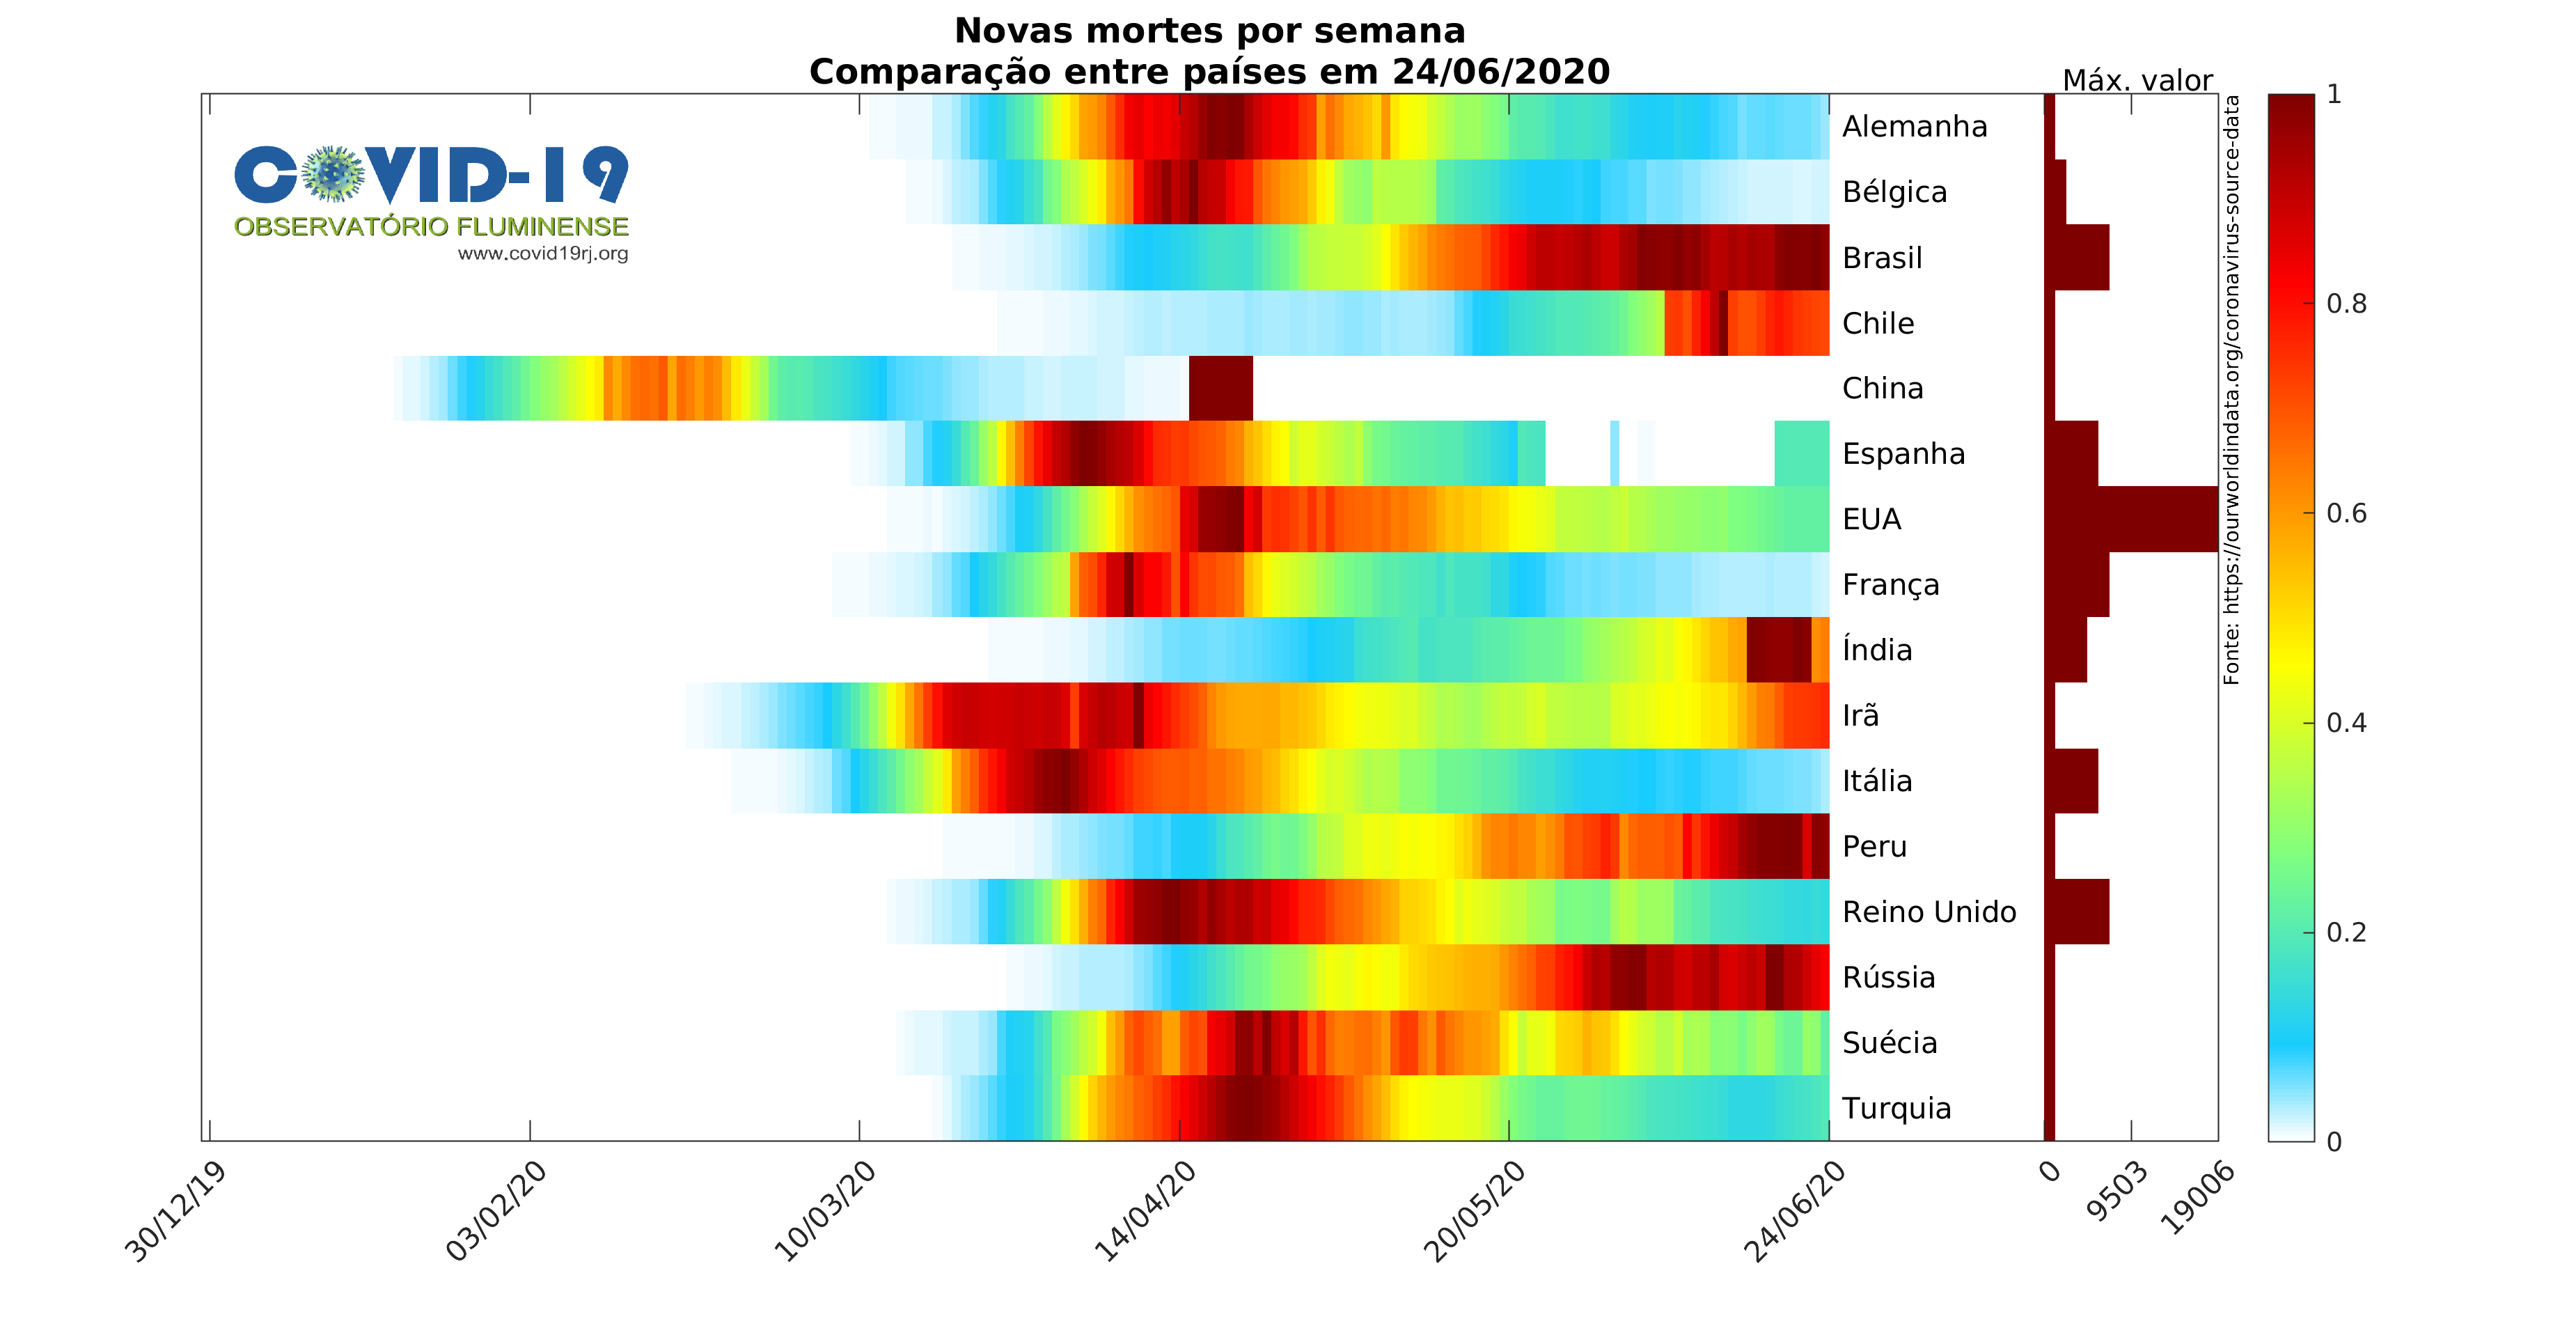 Novas mortes por semana
Comparação entre países em 24/06/2020
Máx. valor
COVID-19
OBSERVATÓRIO FLUMINENSE
www.covid19rj.org
Alemanha
Bélgica
Brasil
Chile
China
Espanha
EUA
França
Índia
Irã
Itália
Peru
Reino Unido
Rússia
Suécia
Turquia
Fonte: https://ourworldindata.org/coronavirus-source-data
1
0.8
0.6
0.4
0.2
0
30/12/19
03/02/20
10/03/20
14/04/20
20/05/20
24/06/20
0
9503
19006